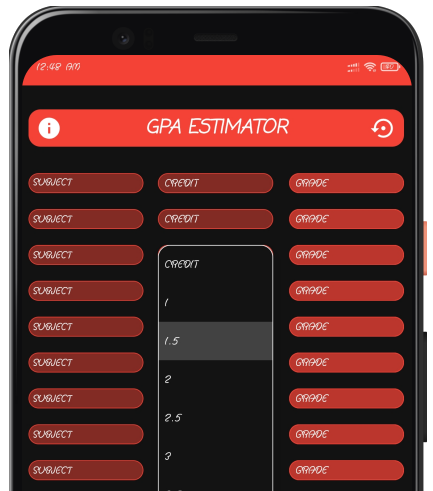 12:48 AM
GPA ESTIMATOR
SUBJECT CREDIT GRADE
SUBJECT CREDIT GRADE
SUBJECT CREDIT GRADE
SUBJECT 1 GRADE
SUBJECT 1.5 GRADE
SUBJECT 2 GRADE
SUBJECT 2.5 GRADE
SUBJECT 3 GRADE
SUBJECT GRADE